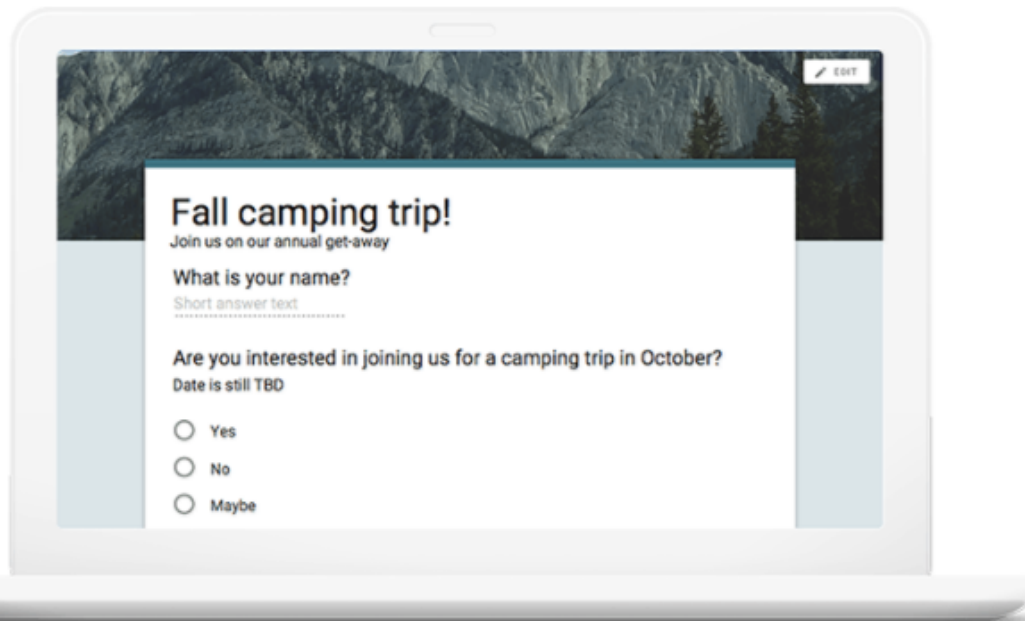 EDIT
Fall camping trip!
Join us on our annual get-away
What is your name?
Short answer text
Are you interested in joining us for a camping trip in October?
Date is still TBD
Yes
No
Maybe